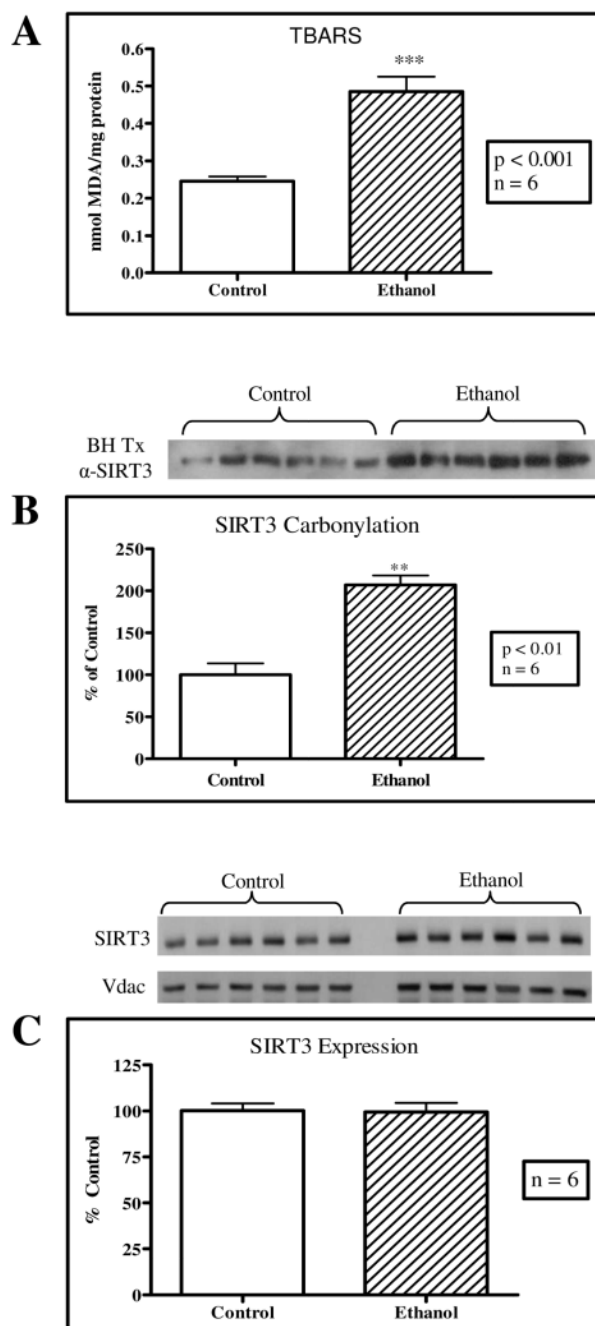 A
TBARS
nmol MDA/mg protein
0.6
0.5
0.4
0.3
0.2
0.1
0.0
***
Control
Ethanol
p < 0.001
n = 6
Control
Ethanol
BH Tx
α-SIRT3
B
SIRT3 Carbonylation
% of Control
250
200
150
100
50
0
**
Control
Ethanol
p < 0.01
n = 6
Control
Ethanol
SIRT3
Vdac
C
SIRT3 Expression
% Control
125
100
75
50
25
0
Control
Ethanol
n = 6